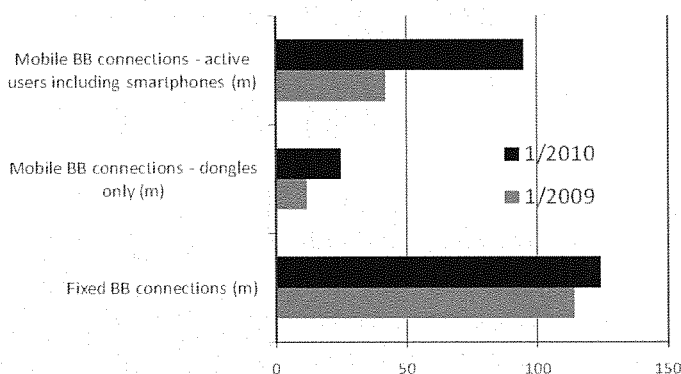 Mobile BB connections - active
users including smartphones (m)
Mobile BB connections - dongles
only (m)
Fixed BB connections (m)
1/2010
1/2009
0
50
100
150